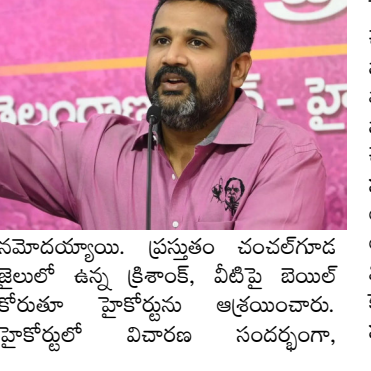 నమోదయ్యాయి. ప్రస్తుతం చంచల్‌గూడ
జైలులో ఉన్న క్రిశాంక్, వీటిపై బెయిల్
కోరుతూ హైకోర్టును ఆశ్రయించారు.
హైకోర్టులో విచారణ సందర్భంగా,